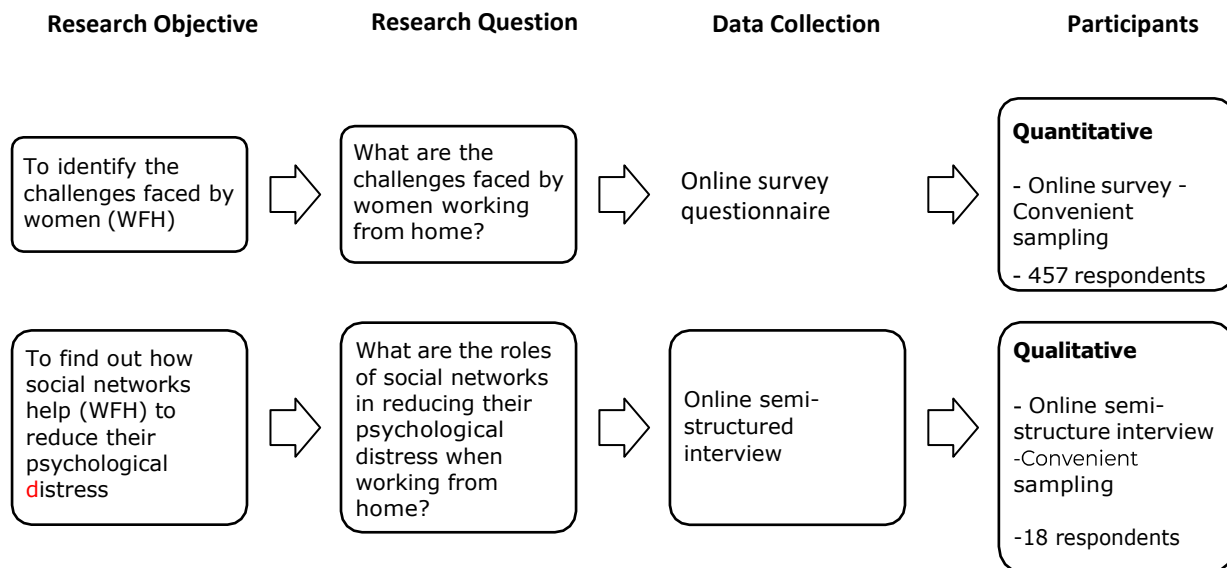 Research Objective
Research Question
Data Collection
Participants
To identify the
challenges faced by
women (WFH)
What are the
challenges faced by
women working
from home?
Online survey
questionnaire
Quantitative
- Online survey -
Convenient
sampling
- 457 respondents
To find out how
social networks
help (WFH) to
reduce their
psychological
distress
What are the roles
of social networks
in reducing their
psychological
distress when
working from
home?
Online semi-
structured
interview
Qualitative
- Online semi-
structure interview
-Convenient
sampling
-18 respondents